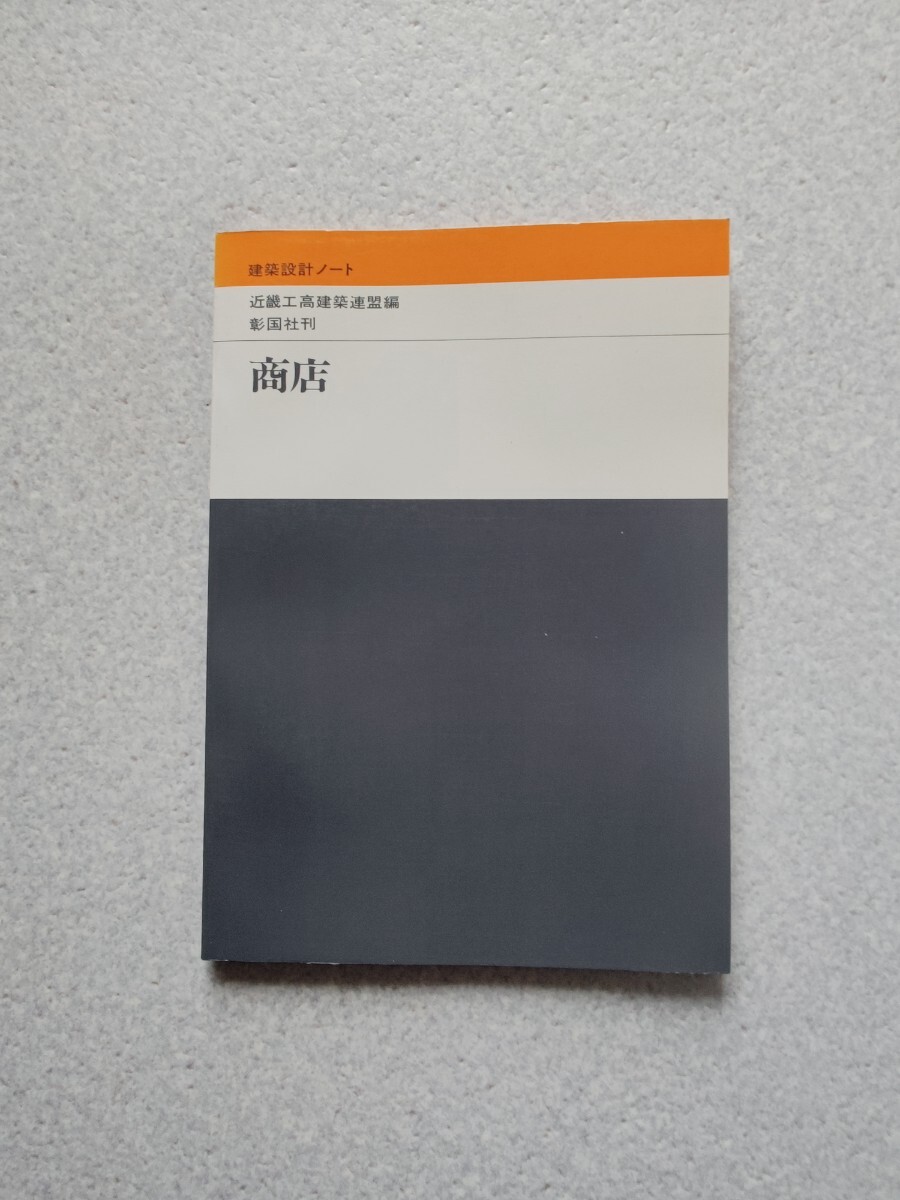 建築設計ノート
近畿工高建築連盟編
彰国社刊
商店